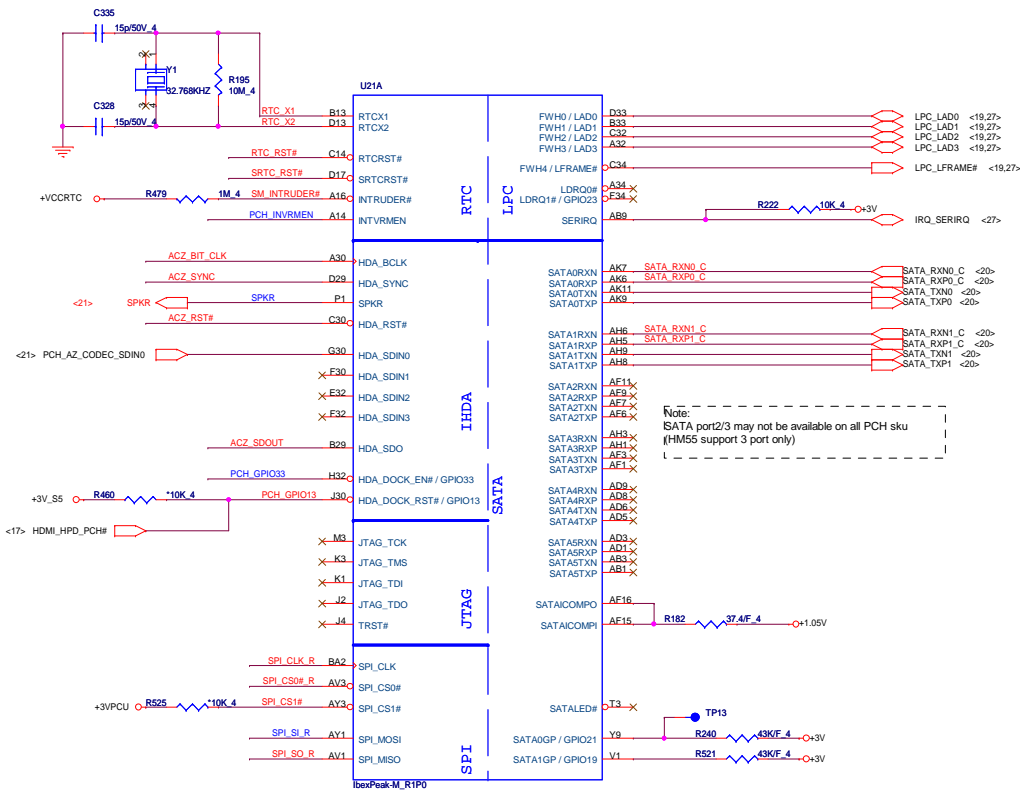 C335
15p/50V_4
2
1
Y1
32.768KHZ
R195
10M_4
3
4
C328
15p/50V_4
U21A
RTC_X1 B13 RTCX1
RTC_X2 D13 RTCX2
RTC_RST# C14 RTCRST#
SRTC_RST# D17 SRTCRST#
+VCCRTC R479 1M_4 SM_INTRUDER# A16 INTRUDER#
PCH_INVRMEN A14 INTVRMEN
RTC
LPC
FWH0 / LAD0 D33 LPC_LAD0 <19,27>
FWH1 / LAD1 B33 LPC_LAD1 <19,27>
FWH2 / LAD2 C32 LPC_LAD2 <19,27>
FWH3 / LAD3 A32 LPC_LAD3 <19,27>
FWH4 / LFRAME# C34 LPC_LFRAME# <19,27>
LDRQ0# A34
LDRQ1# / GPIO23 F34
R222 10K_4 +3V
SERIRQ AB9 IRQ_SERIRQ <27>
ACZ_BIT_CLK A30 HDA_BCLK
ACZ_SYNC D29 HDA_SYNC
<21> SPKR SPKR P1 SPKR
ACZ_RST# C30 HDA_RST#
<21> PCH_AZ_CODEC_SDIN0 G30 HDA_SDIN0
F30 HDA_SDIN1
E32 HDA_SDIN2
F32 HDA_SDIN3
ACZ_SDOUT B29 HDA_SDO
PCH_GPIO33 H32 HDA_DOCK_EN# / GPIO33
+3V_S5 R460 *10K_4 PCH_GPIO13 J30 HDA_DOCK_RST# / GPIO13
<17> HDMI_HPD_PCH#
IHDA
SATA
SATA0RXN AK7 SATA_RXN0_C SATA_RXN0_C <20>
SATA0RXP AK6 SATA_RXP0_C SATA_RXP0_C <20>
SATA0TXN AK11 SATA_TXN0 <20>
SATA0TXP AK9 SATA_TXP0 <20>
SATA1RXN AH6 SATA_RXN1_C SATA_RXN1_C <20>
SATA1RXP AH5 SATA_RXP1_C SATA_RXP1_C <20>
SATA1TXN AH9 SATA_TXN1 <20>
SATA1TXP AH8 SATA_TXP1 <20>
SATA2RXN AF11
SATA2RXP AF9
SATA2TXN AF7
SATA2TXP AF6
SATA3RXN AH3
SATA3RXP AH1
SATA3TXN AF3
SATA3TXP AF1
Note:
SATA port2/3 may not be available on all PCH sku
(HM55 support 3 port only)
SATA4RXN AD9
SATA4RXP AD8
SATA4TXN AD6
SATA4TXP AD5
SATA5RXN AD3
SATA5RXP AD1
SATA5TXN AB3
SATA5TXP AB1
SATAICOMPO AF16
SATAICOMPI AF15 R182 37.4/F_4 +1.05V
M3 JTAG_TCK
K3 JTAG_TMS
K1 JTAG_TDI
J2 JTAG_TDO
J4 TRST#
JTAG
SPI_CLK_R BA2 SPI_CLK
SPI_CS0#_R AV3 SPI_CS0#
+3VPCU R525 *10K_4 SPI_CS1# AY3 SPI_CS1#
SPI_SI_R AY1 SPI_MOSI
SPI_SO_R AV1 SPI_MISO
SPI
SATALED# T3
TP13
SATA0GP / GPIO21 Y9 R240 43K/F_4 +3V
SATA1GP / GPIO19 V1 R521 43K/F_4 +3V
IbexPeak-M_R1P0